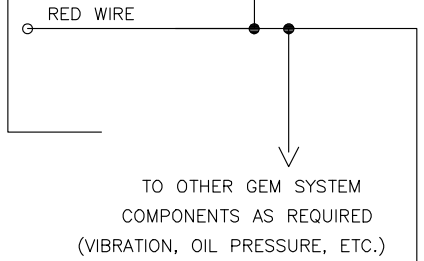 RED WIRE
TO OTHER GEM SYSTEM
COMPONENTS AS REQUIRED
(VIBRATION, OIL PRESSURE, ETC.)